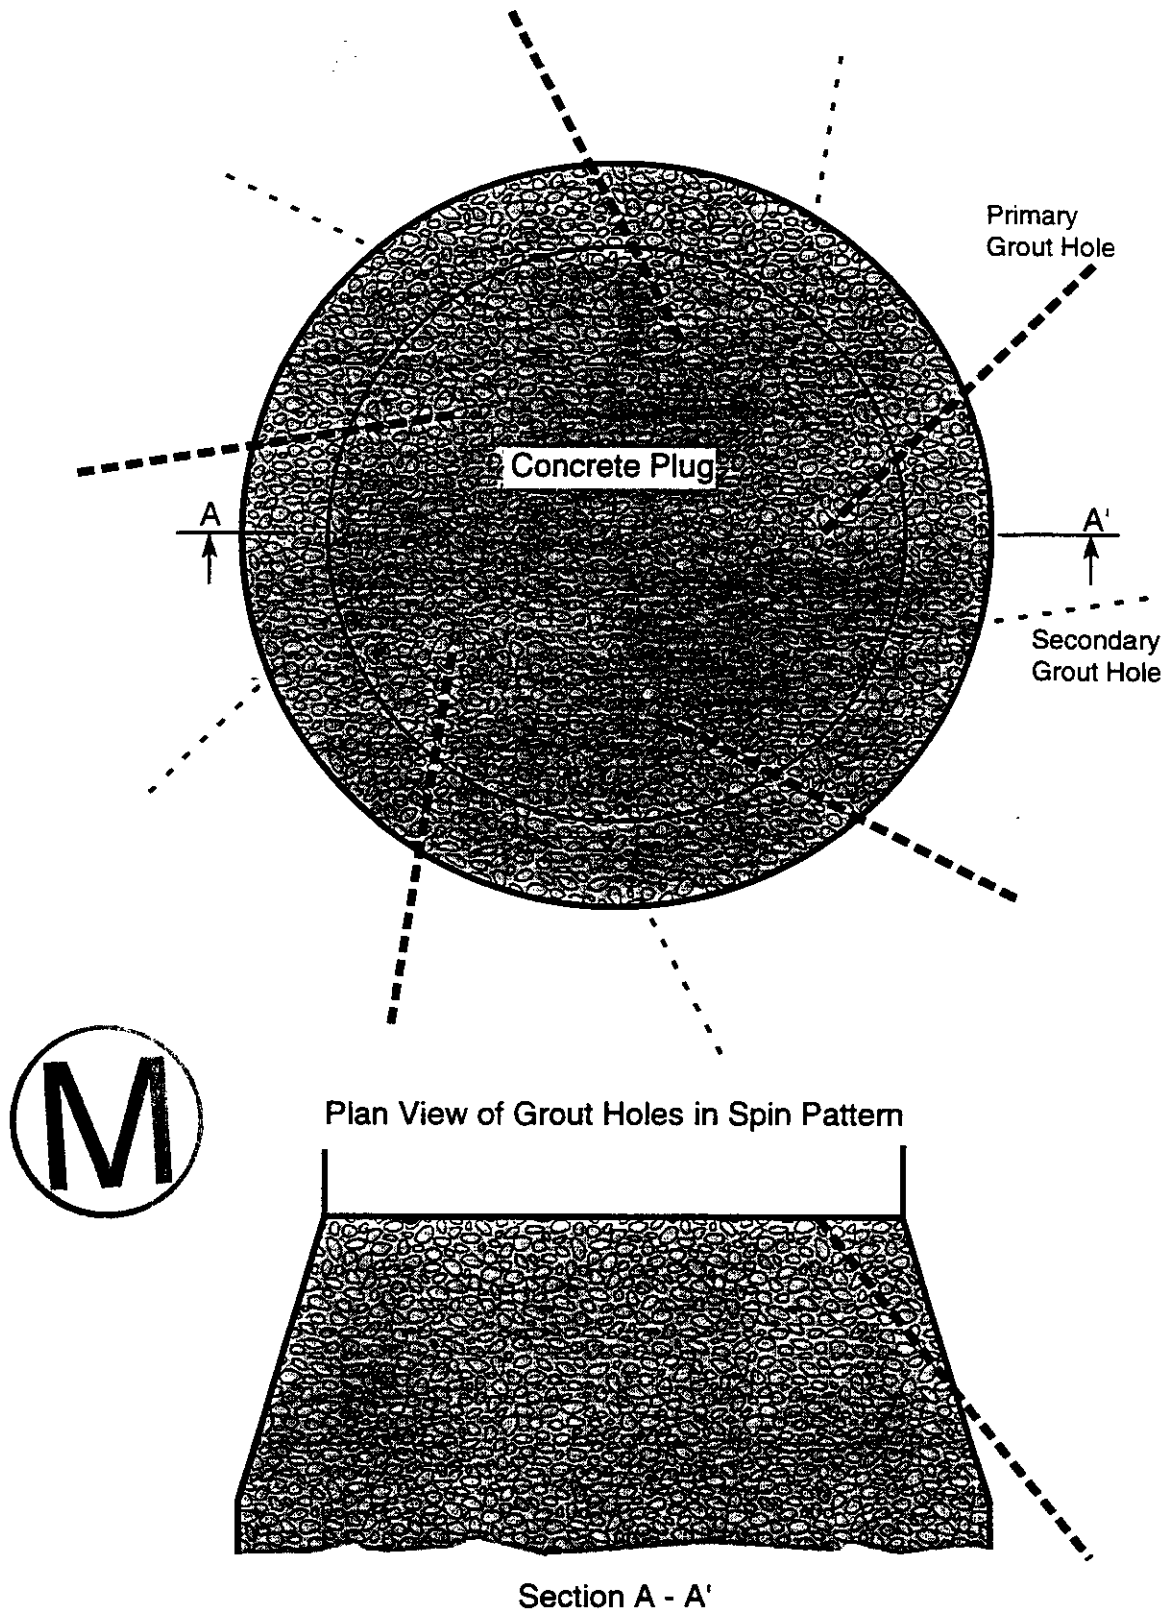 Primary
Grout Hole
Concrete Plug
A
A'
Secondary
Grout Hole
M
Plan View of Grout Holes in Spin Pattern
Section A - A'